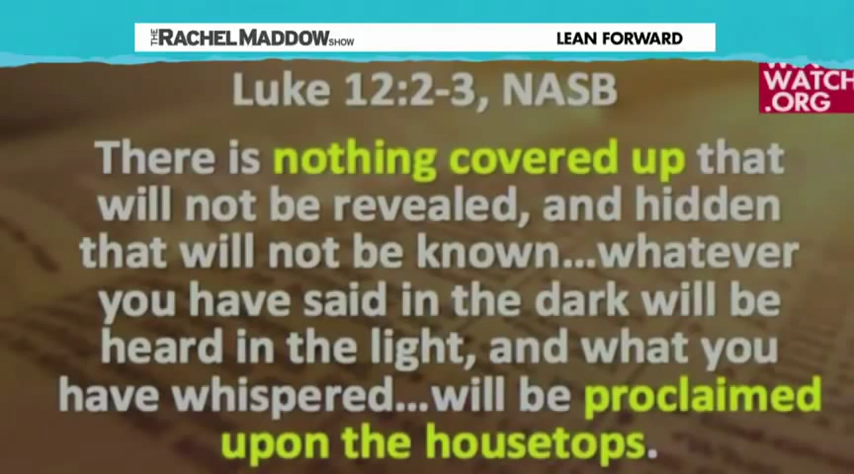 THE RACHEL MADDOW SHOW LEAN FORWARD
Luke 12:2-3, NASB
WATCH
.ORG
There is nothing covered up that
will not be revealed, and hidden
that will not be known...whatever
you have said in the dark will be
heard in the light, and what you
have whispered...will be proclaimed
upon the housetops.